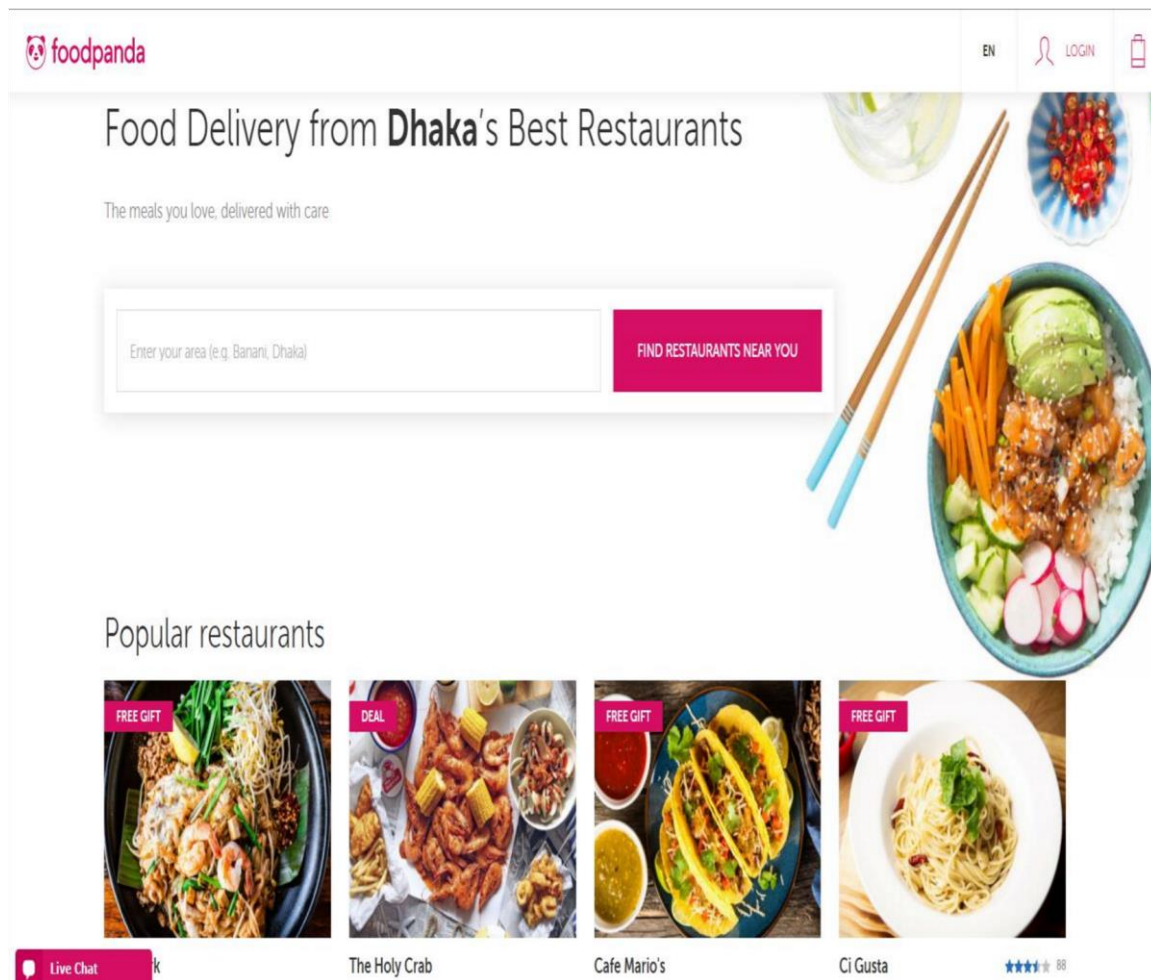 foodpanda
EN
LOGIN
Food Delivery from Dhaka's Best Restaurants
The meals you love, delivered with care
Enter your area (e.g. Banani, Dhaka)
FIND RESTAURANTS NEAR YOU
Popular restaurants
FREE GIFT
DEAL
FREE GIFT
FREE GIFT
Live Chat
The Holy Crab
Cafe Mario's
Ci Gusta
88